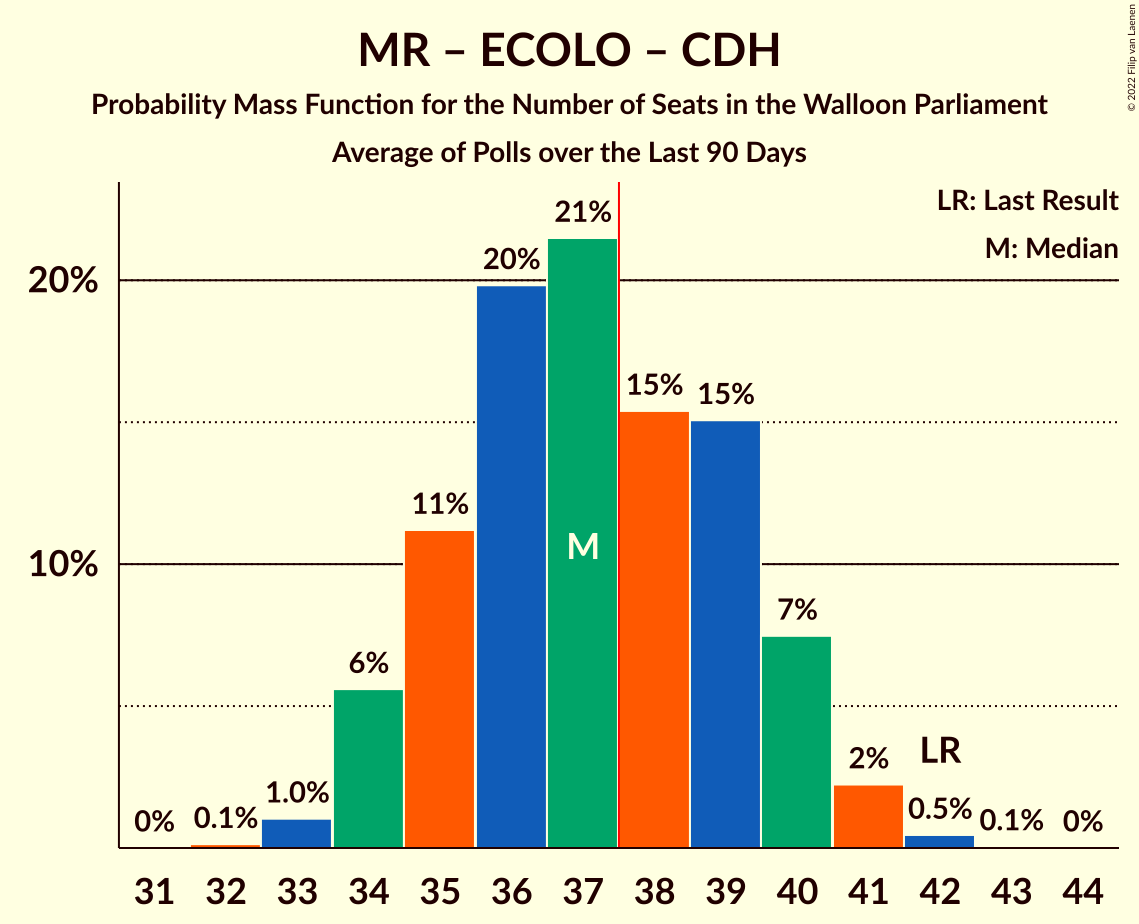 MR – ECOLO – CDH
Probability Mass Function for the Number of Seats in the Walloon Parliament
Average of Polls over the Last 90 Days
© 2022 Filip van Laenen
LR: Last Result
M: Median
20%
10%
0%
0.1%
1.0%
6%
11%
20%
21%
M
15%
15%
7%
2%
LR
0.5%
0.1%
0%
31 32 33 34 35 36 37 38 39 40 41 42 43 44